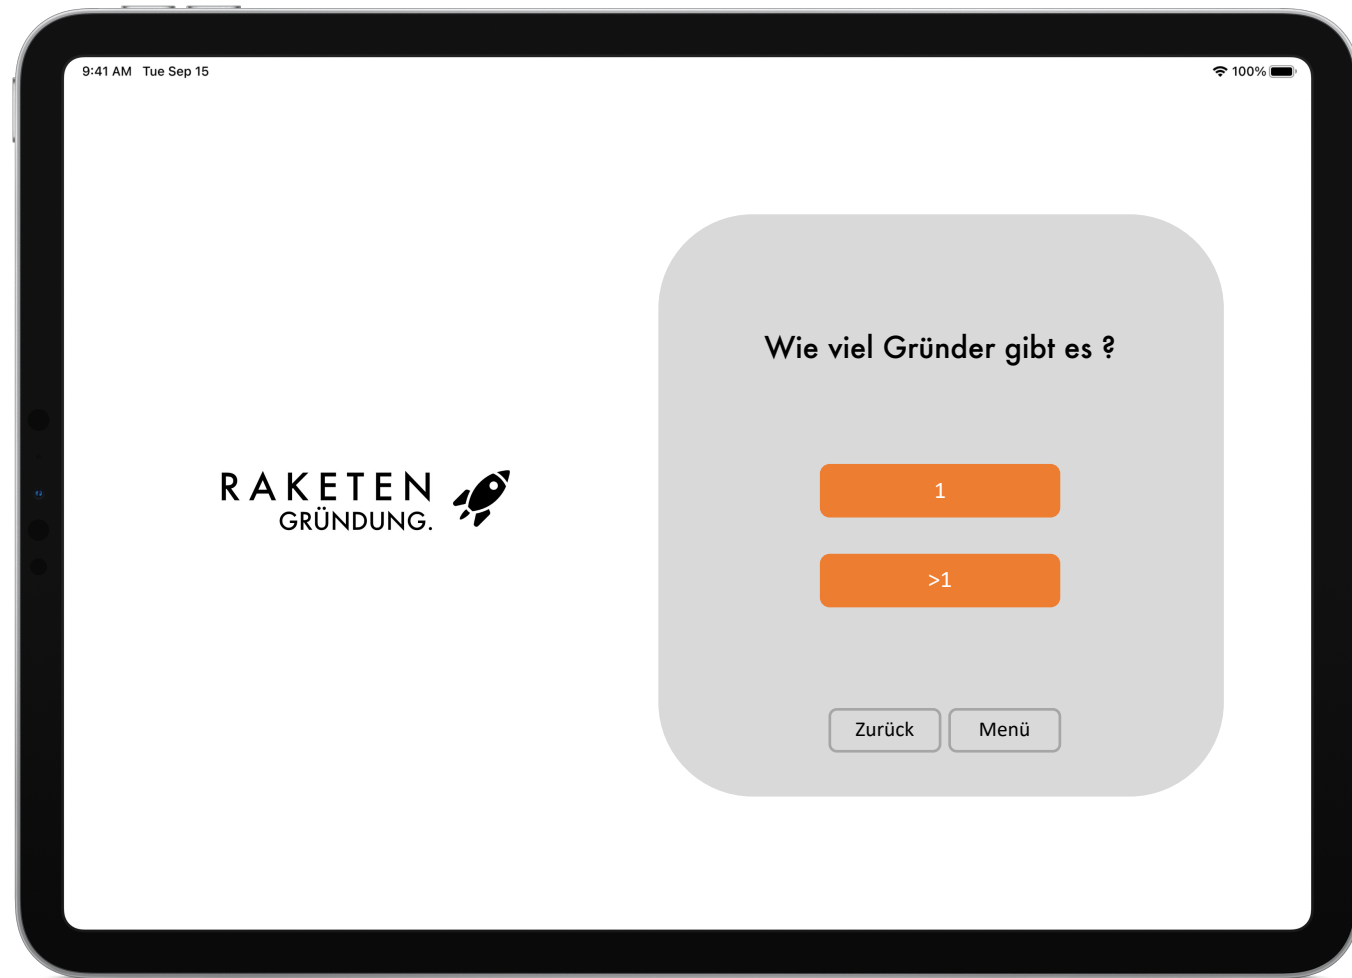 9:41 AM Tue Sep 15
100%
RAKETEN
GRÜNDUNG.
Wie viel Gründer gibt es ?
1
>1
Zurück
Menü